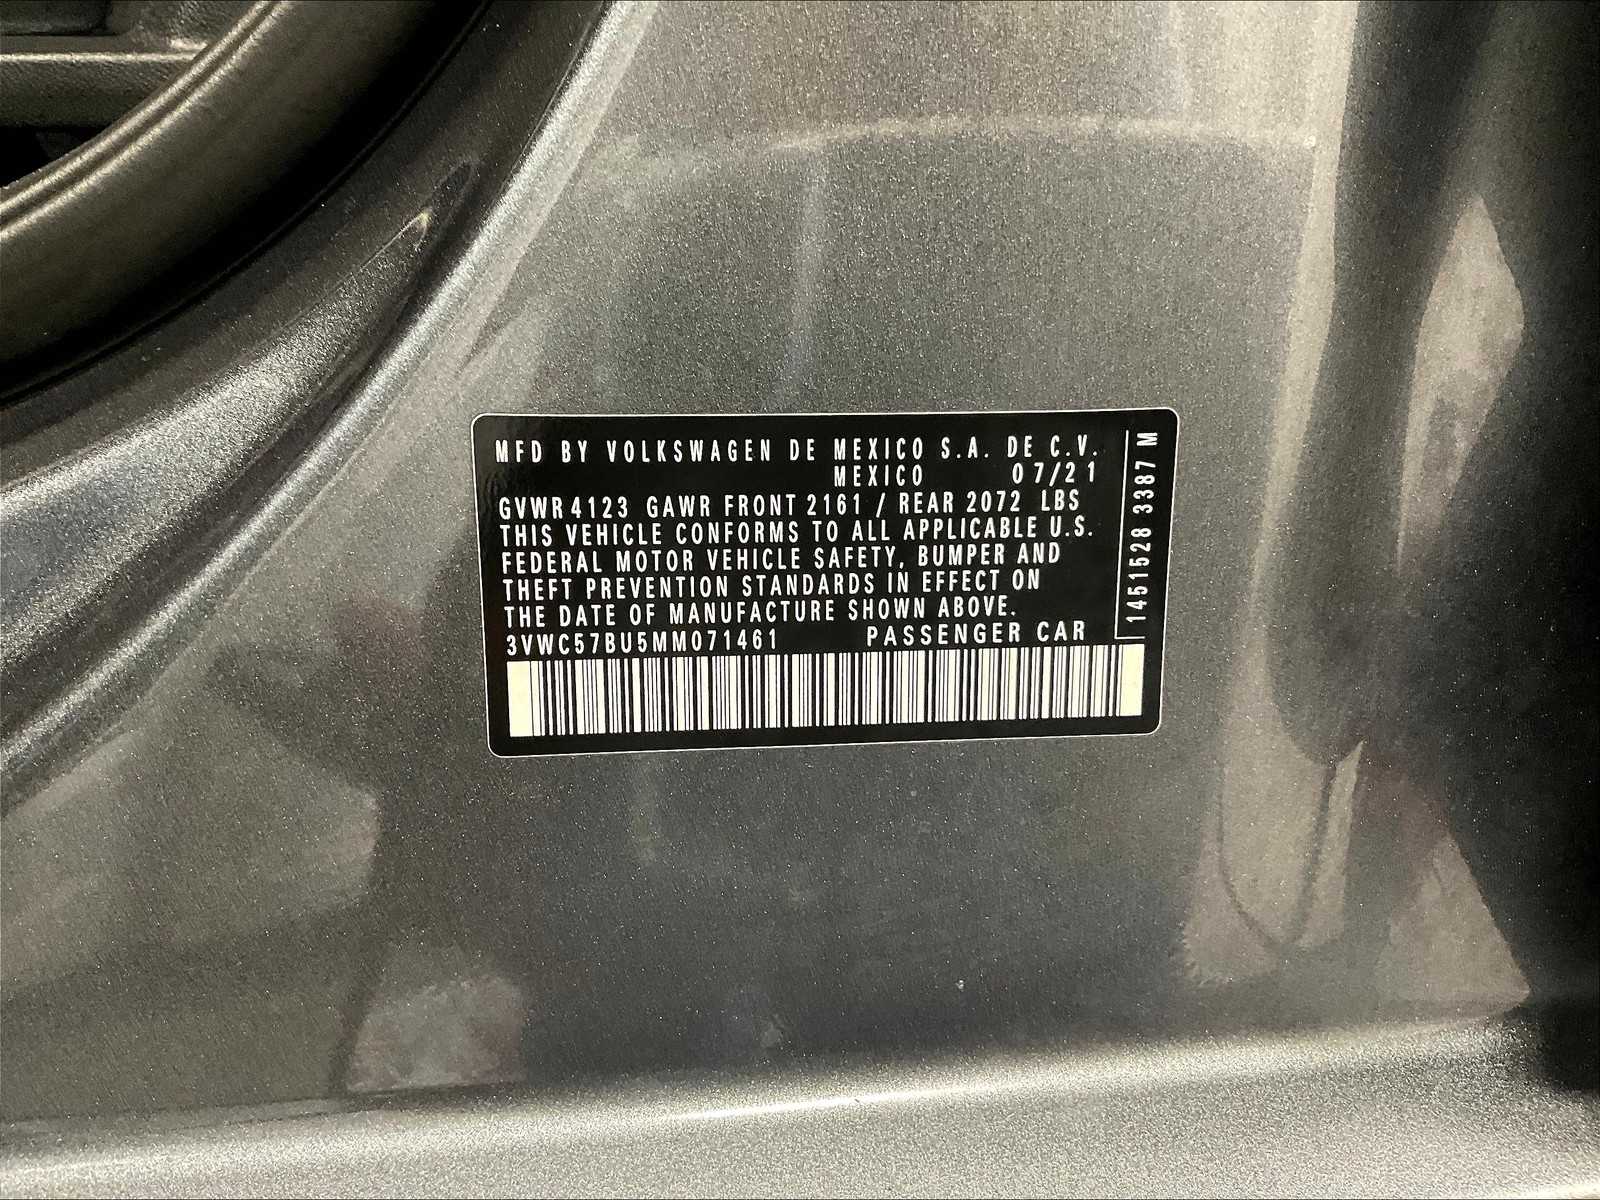 MFD BY VOLKSWAGEN DE MEXICO S.A. DE C.V.
MEXICO 07/21
GVWR 4123 GAWR FRONT 2161 / REAR 2072 LBS
THIS VEHICLE CONFORMS TO ALL APPLICABLE U.S.
FEDERAL MOTOR VEHICLE SAFETY, BUMPER AND
THEFT PREVENTION STANDARDS IN EFFECT ON
THE DATE OF MANUFACTURE SHOWN ABOVE.
3VWC57BU5MM071461 PASSENGER CAR
1451528 3387 M